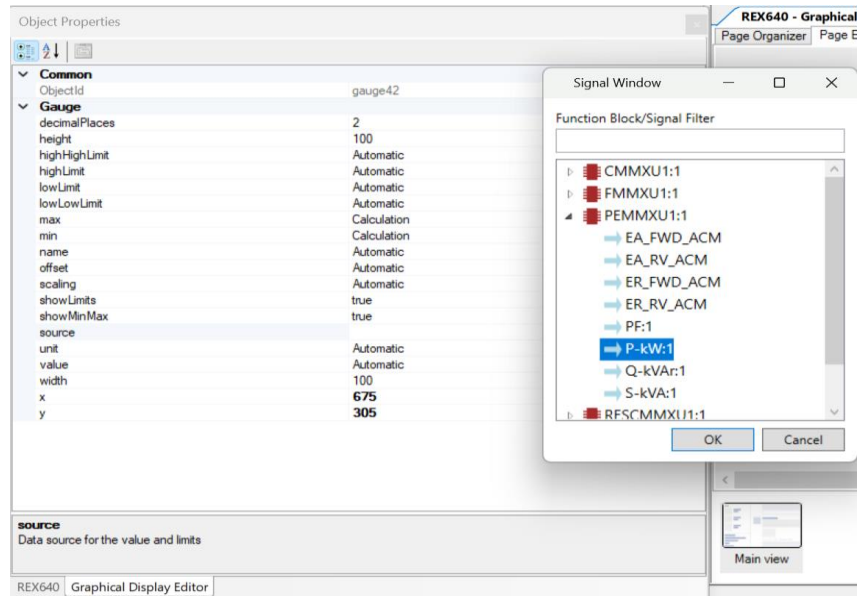 Object Properties
Common
ObjectId gauge42
Gauge
decimalPlaces 2
height 100
highHighLimit Automatic
highLimit Automatic
lowLimit Automatic
lowLowLimit Automatic
max Calculation
min Calculation
name Automatic
offset Automatic
scaling Automatic
showLimits true
showMinMax true
source
unit Automatic
value Automatic
width 100
x 675
y 305
source
Data source for the value and limits
REX640 Graphical Display Editor
REX640 - Graphical
Page Organizer Page E
Signal Window
Function Block/Signal Filter
CMMXU1:1
FMMXU1:1
PEMMXU1:1
EA_FWD_ACM
EA_RV_ACM
ER_FWD_ACM
ER_RV_ACM
PF:1
P-kW:1
Q-kVAr:1
S-kVA:1
RESCMMXU1:1
OK Cancel
Main view